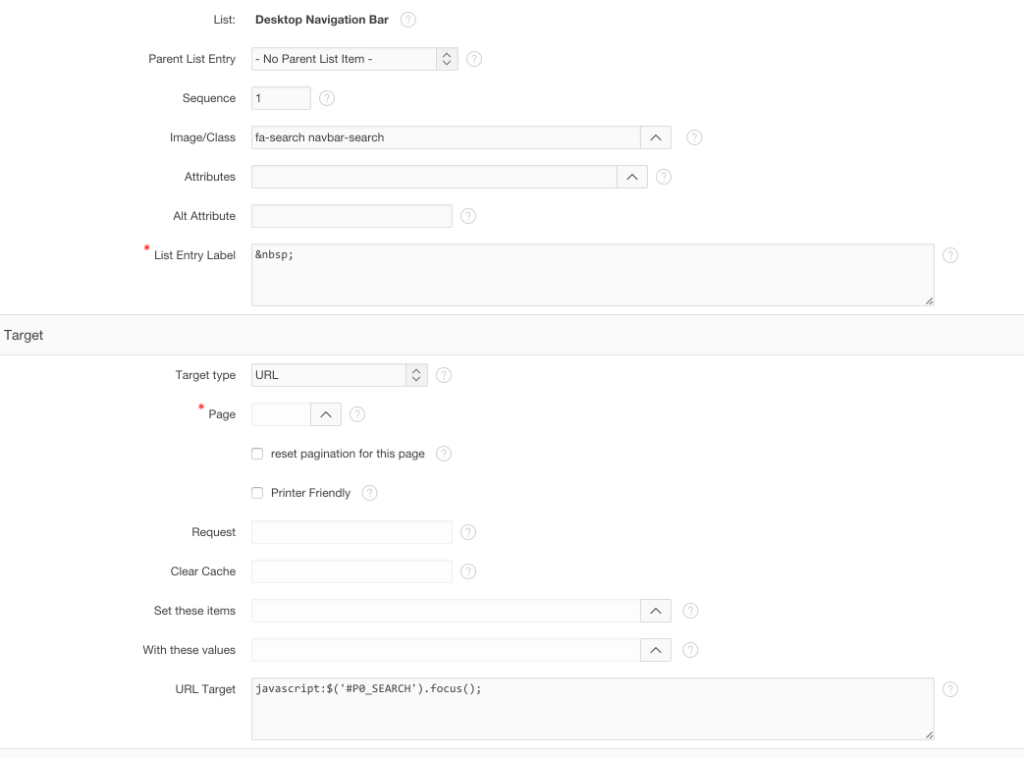 List: Desktop Navigation Bar ?
Parent List Entry - No Parent List Item - ?
Sequence 1 ?
Image/Class fa-search navbar-search ?
Attributes ?
Alt Attribute ?
* List Entry Label &nbsp; ?
Target
Target type URL ?
* Page ?
reset pagination for this page ?
Printer Friendly ?
Request ?
Clear Cache ?
Set these items ?
With these values ?
URL Target javascript:$('#P0_SEARCH').focus(); ?